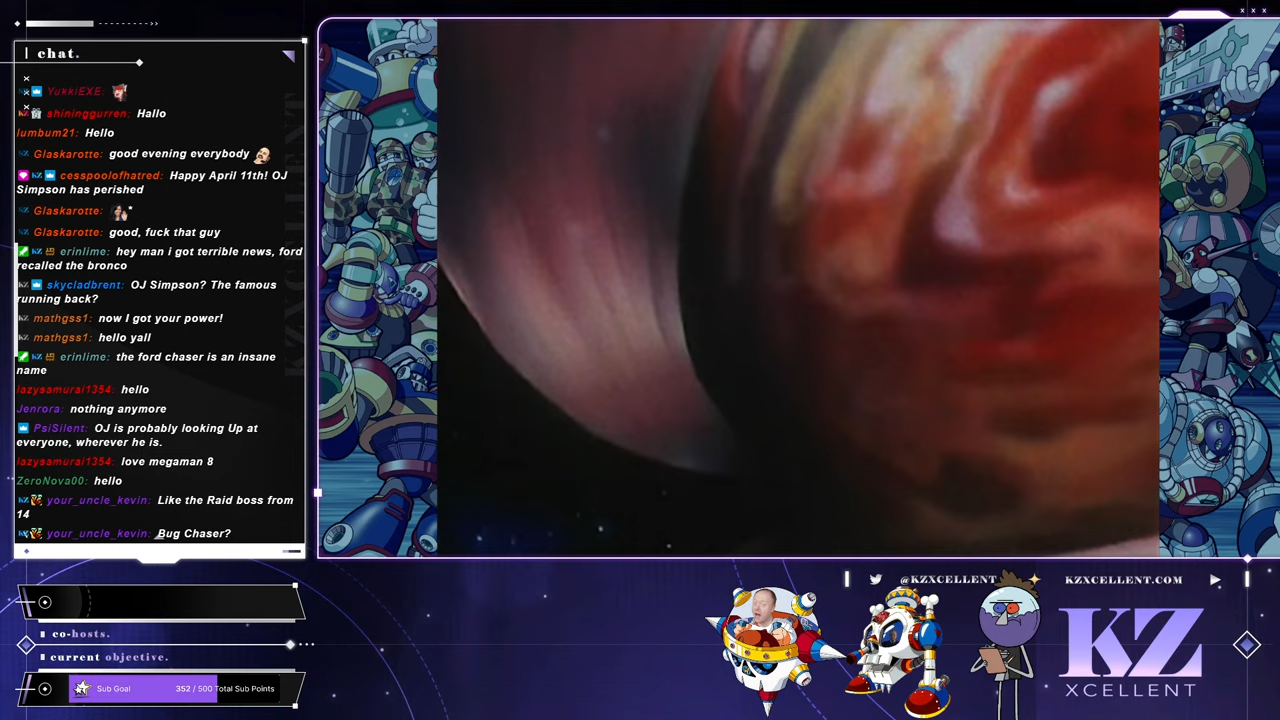 chat.
YukkiEXE:
shininggurren: Hallo
lumbum21: Hello
Glaskarotte: good evening everybody
cesspoolofhatred: Happy April 11th! OJ
Simpson has perished
Glaskarotte:
Glaskarotte: good, fuck that guy
erinlime: hey man i got terrible news, ford
recalled the bronco
skycladbrent: OJ Simpson? The famous
running back?
mathgss1: now I got your power!
mathgss1: hello yall
erinlime: the ford chaser is an insane
name
lazysamurai1354: hello
Jenrora: nothing anymore
PsiSilent: OJ is probably looking Up at
everyone, wherever he is.
lazysamurai1354: love megaman 8
ZeroNova00: hello
your_uncle_kevin: Like the Raid boss from
14
your_uncle_kevin: Bug Chaser?
co-hosts.
current objective.
Sub Goal 352 / 500 Total Sub Points
@KZXCELLENT
KZXCELLENT.COM
KZ
XCELLENT